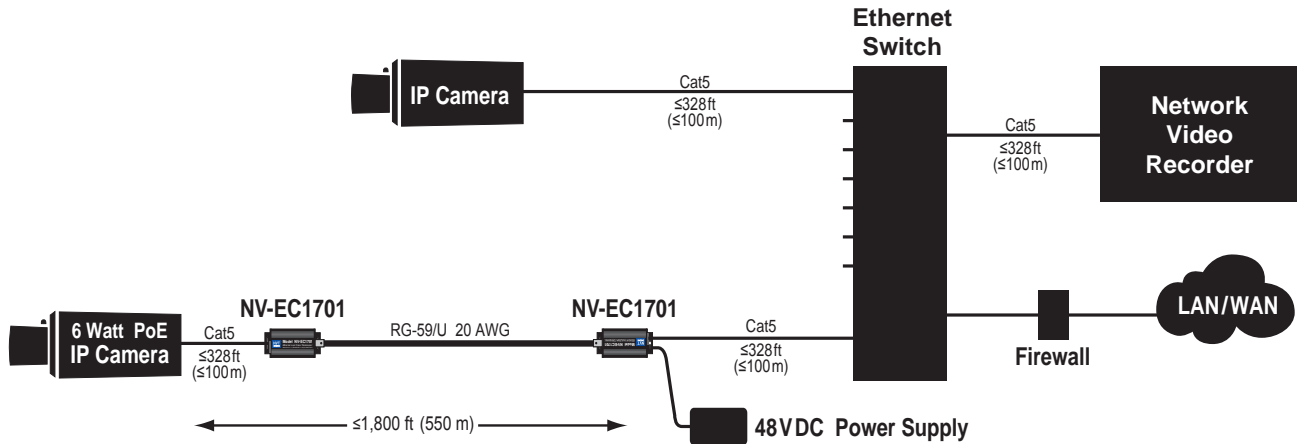 Ethernet
Switch
IP Camera
Cat5
≤328ft
(≤100m)
Cat5
≤328ft
(≤100m)
Network
Video
Recorder
NV-EC1701
NV-EC1701
6 Watt PoE
IP Camera
Cat5
≤328ft
(≤100m)
RG-59/U 20 AWG
Cat5
≤328ft
(≤100m)
Firewall
LAN/WAN
≤1,800 ft (550 m)
48VDC Power Supply